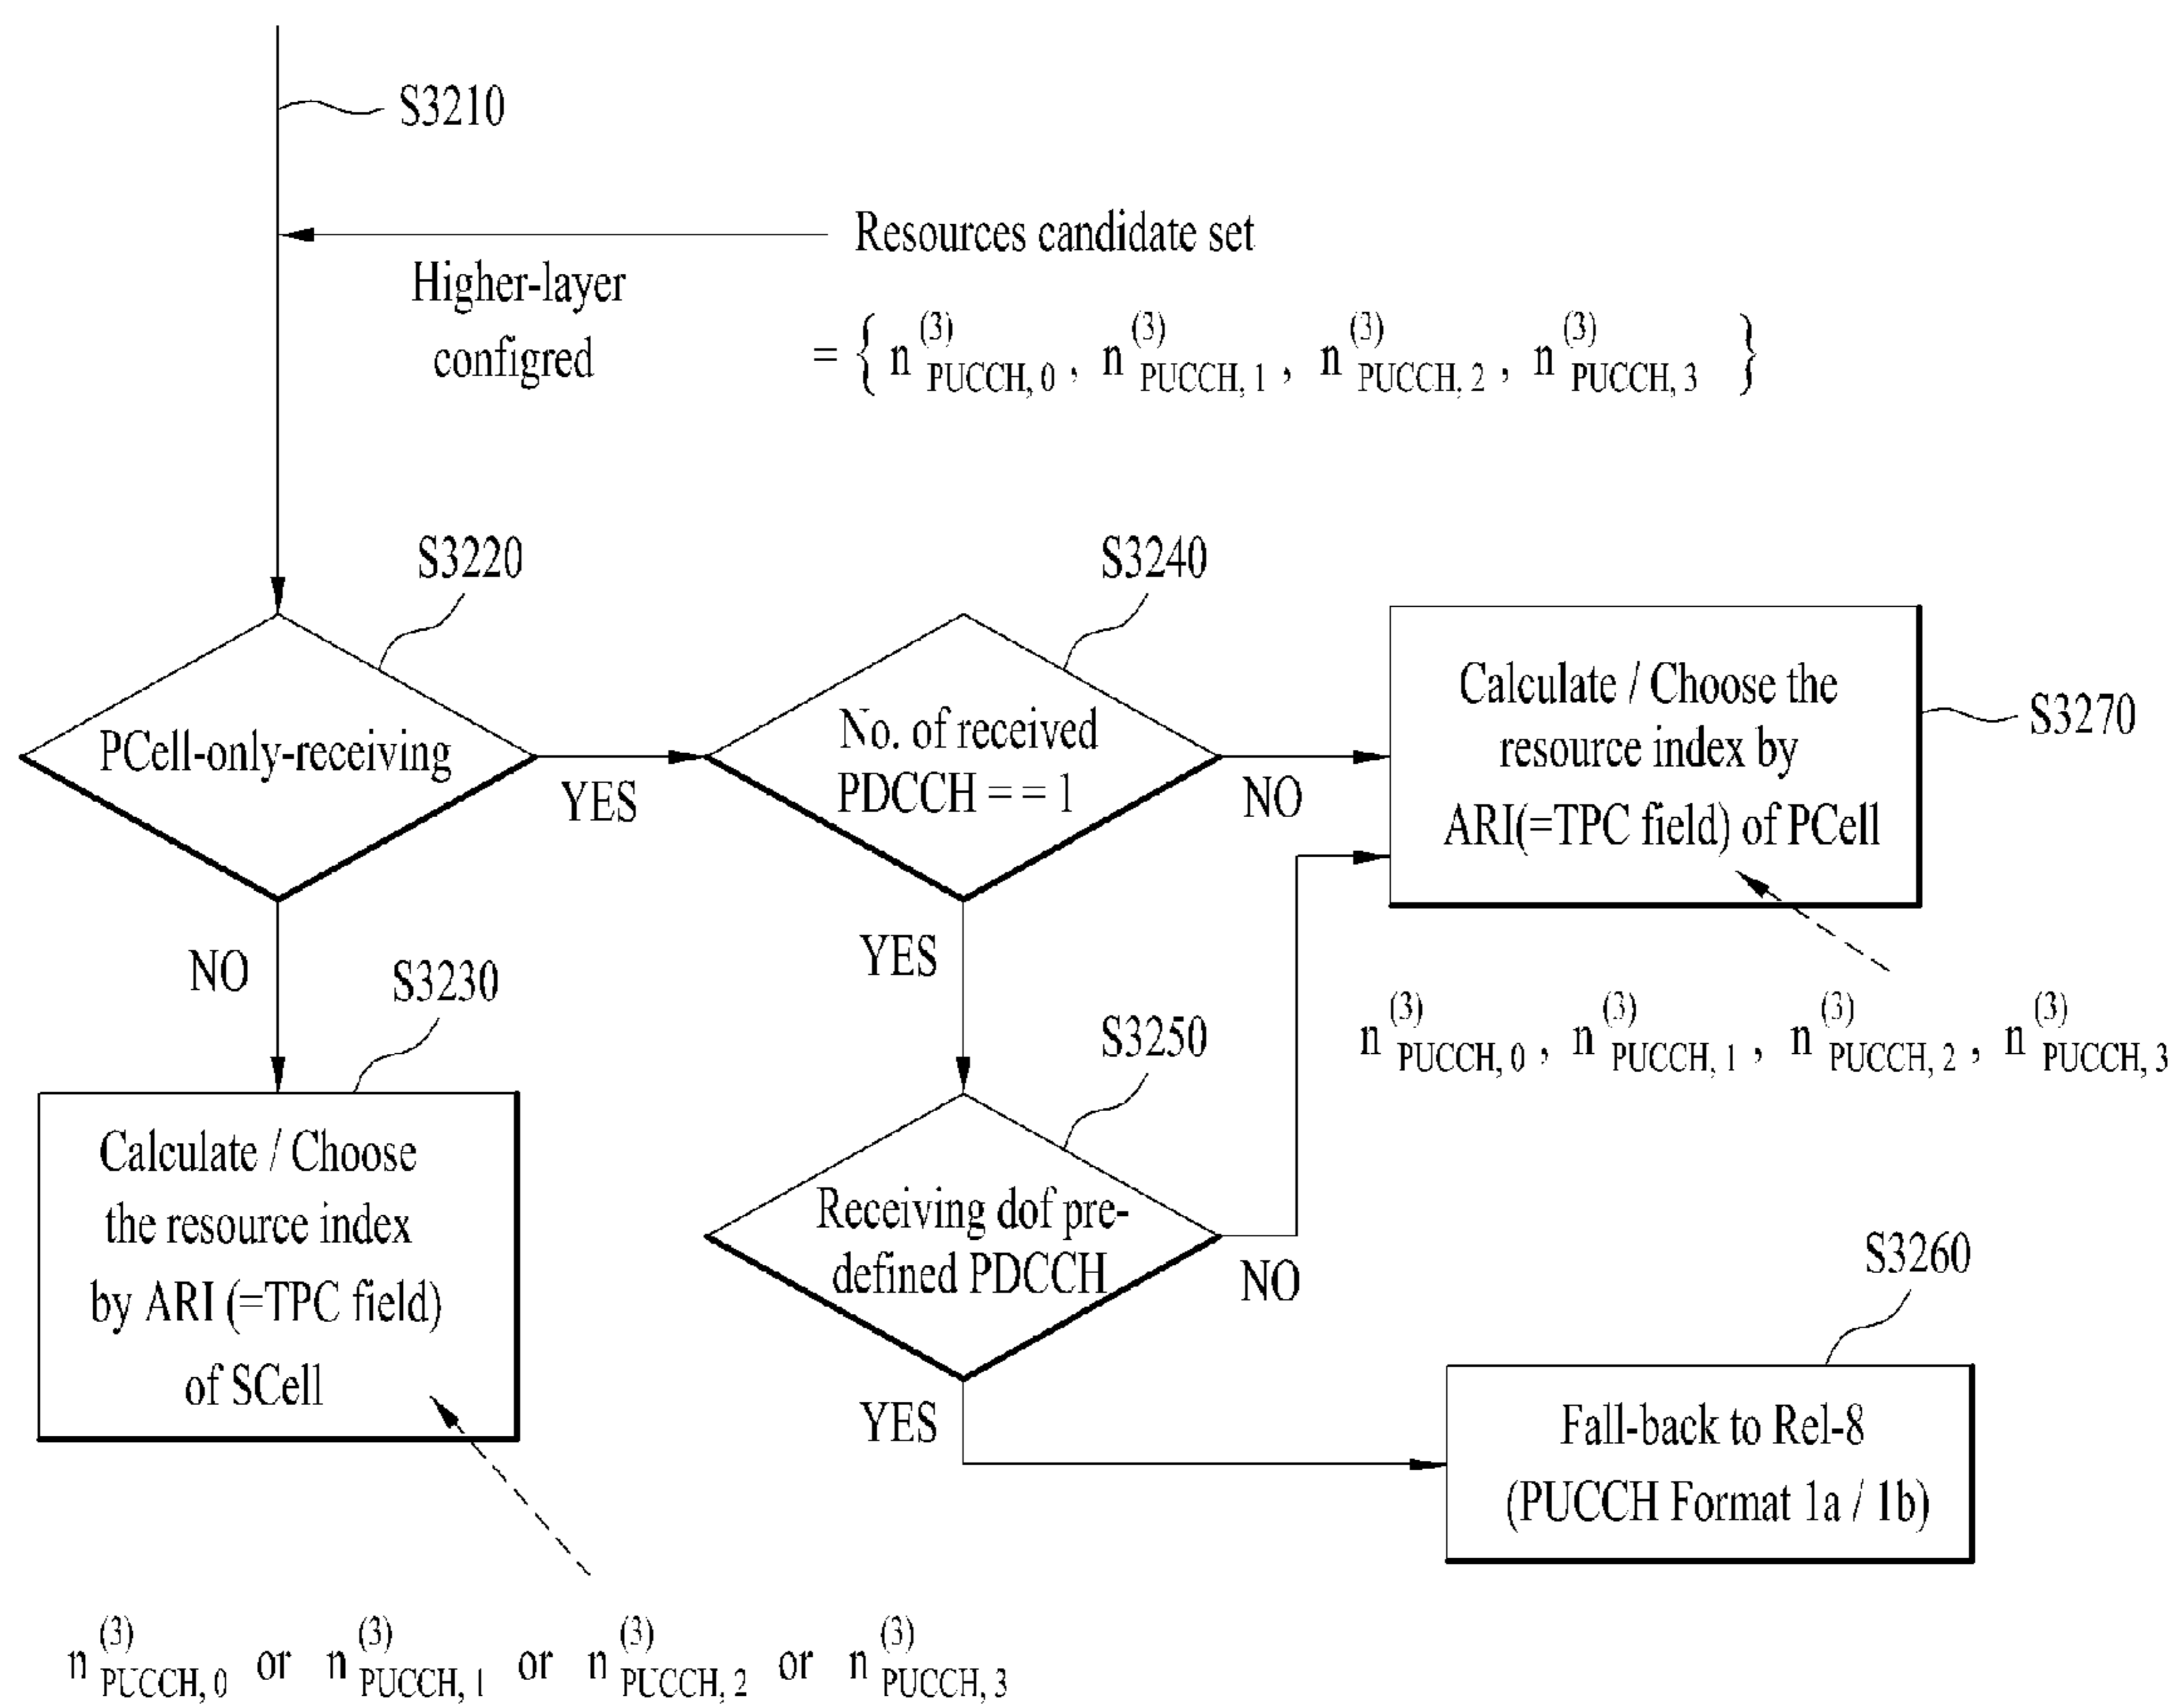 S3210
Resources candidate set
Higher-layer
configred
= { n(3)PUCCH, 0 , n(3)PUCCH, 1 , n(3)PUCCH, 2 , n(3)PUCCH, 3 }
S3220
S3240
PCell-only-receiving
YES
No. of received
PDCCH = = 1
NO
Calculate / Choose the
resource index by
ARI(=TPC field) of PCell
S3270
n(3)PUCCH, 0 , n(3)PUCCH, 1 , n(3)PUCCH, 2 , n(3)PUCCH, 3
NO
YES
S3230
S3250
Calculate / Choose
the resource index
by ARI (=TPC field)
of SCell
Receiving dof pre-
defined PDCCH
NO
YES
S3260
Fall-back to Rel-8
(PUCCH Format 1a / 1b)
n(3)PUCCH, 0 or n(3)PUCCH, 1 or n(3)PUCCH, 2 or n(3)PUCCH, 3